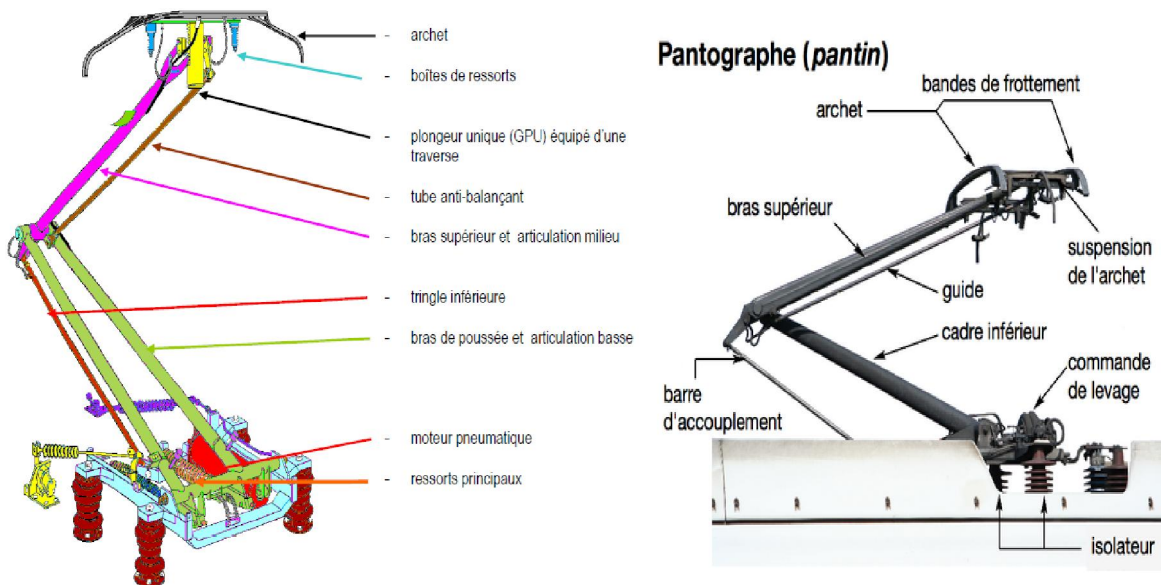 - archet
- boîtes de ressorts
- plongeur unique (GPU) équipé d'une
traverse
- tube anti-balançant
- bras supérieur et articulation milieu
- tringle inférieure
- bras de poussée et articulation basse
- moteur pneumatique
- ressorts principaux
Pantographe (pantin)
bandes de frottement
archet
bras supérieur
suspension
de l'archet
guide
cadre inférieur
commande
de levage
barre
d'accouplement
isolateur